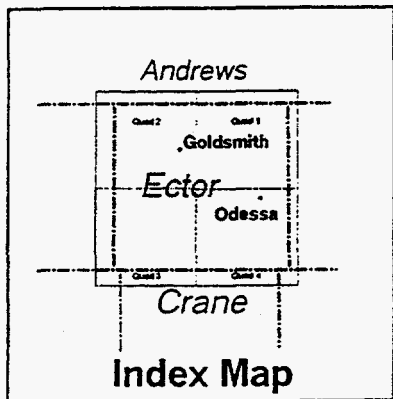 Andrews
Quad 2 Quad 1
Goldsmith
Ector
Odessa
Quad 3 Quad 4
Crane
Index Map